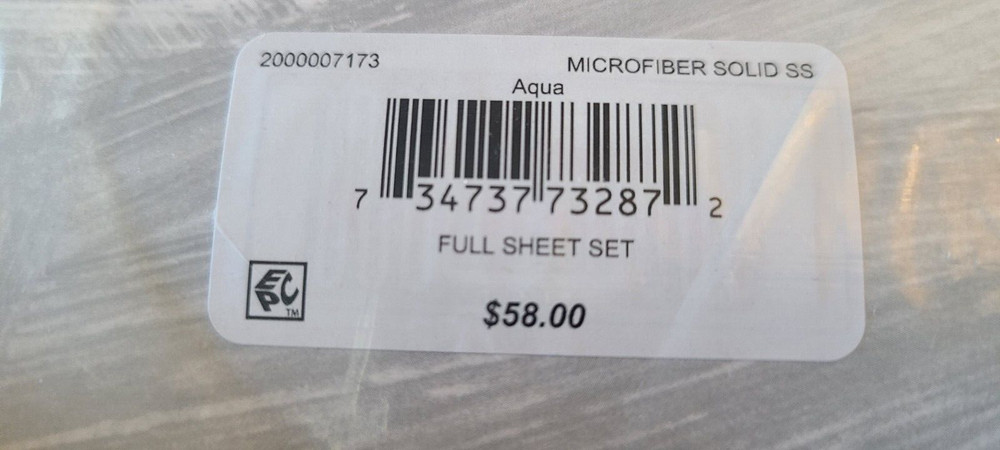 2000007173 MICROFIBER SOLID SS
Aqua
7 34737 73287 2
FULL SHEET SET
EPC TM
$58.00